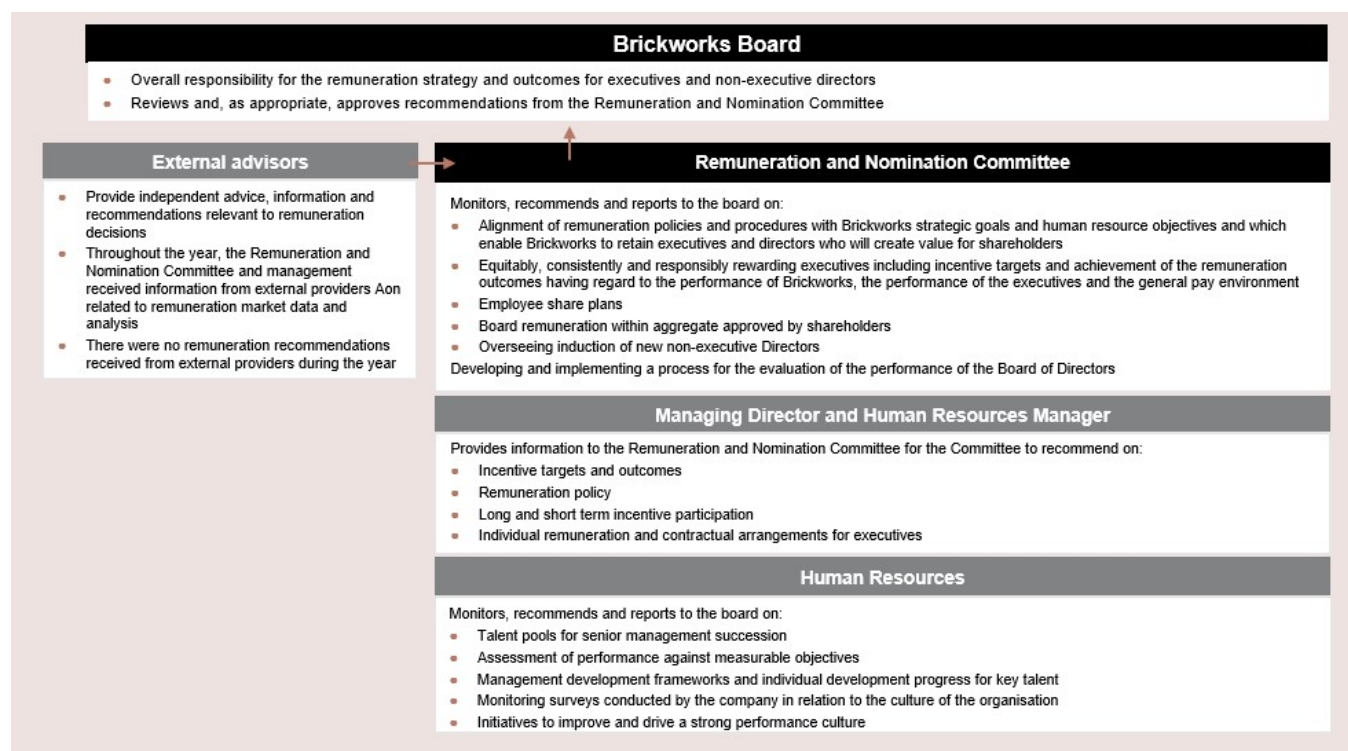 Brickworks Board
• Overall responsibility for the remuneration strategy and outcomes for executives and non-executive directors
• Reviews and, as appropriate, approves recommendations from the Remuneration and Nomination Committee
External advisors
• Provide independent advice, information and
recommendations relevant to remuneration
decisions
• Throughout the year, the Remuneration and
Nomination Committee and management
received information from external providers Aon
related to remuneration market data and
analysis
• There were no remuneration recommendations
received from external providers during the year
Remuneration and Nomination Committee
Monitors, recommends and reports to the board on:
• Alignment of remuneration policies and procedures with Brickworks strategic goals and human resource objectives and which
enable Brickworks to retain executives and directors who will create value for shareholders
• Equitably, consistently and responsibly rewarding executives including incentive targets and achievement of the remuneration
outcomes having regard to the performance of Brickworks, the performance of the executives and the general pay environment
• Employee share plans
• Board remuneration within aggregate approved by shareholders
• Overseeing induction of new non-executive Directors
Developing and implementing a process for the evaluation of the performance of the Board of Directors
Managing Director and Human Resources Manager
Provides information to the Remuneration and Nomination Committee for the Committee to recommend on:
• Incentive targets and outcomes
• Remuneration policy
• Long and short term incentive participation
• Individual remuneration and contractual arrangements for executives
Human Resources
Monitors, recommends and reports to the board on:
• Talent pools for senior management succession
• Assessment of performance against measurable objectives
• Management development frameworks and individual development progress for key talent
• Monitoring surveys conducted by the company in relation to the culture of the organisation
• Initiatives to improve and drive a strong performance culture